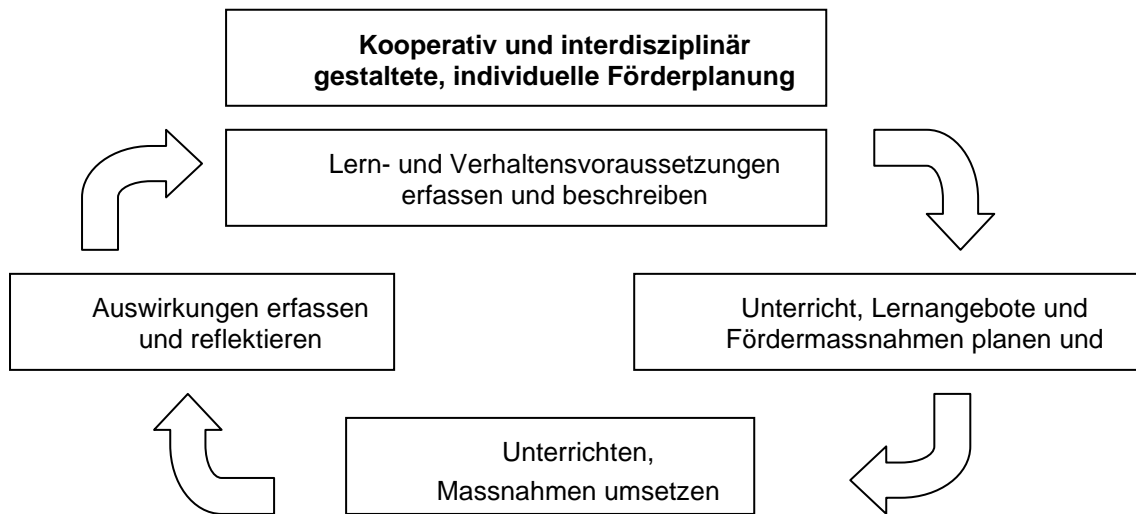 Kooperativ und interdisziplinär
gestaltete, individuelle Förderplanung
Lern- und Verhaltensvoraussetzungen
erfassen und beschreiben
Auswirkungen erfassen
und reflektieren
Unterricht, Lernangebote und
Fördermassnahmen planen und
Unterrichten,
Massnahmen umsetzen